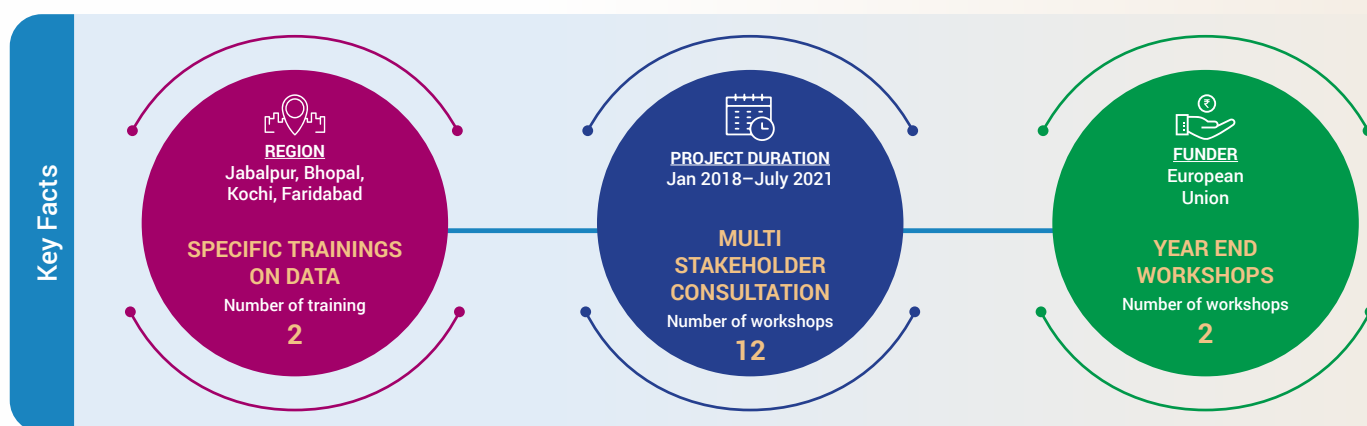 Key Facts
REGION
Jabalpur, Bhopal,
Kochi, Faridabad
SPECIFIC TRAININGS
ON DATA
Number of training
2
PROJECT DURATION
Jan 2018–July 2021
MULTI
STAKEHOLDER
CONSULTATION
Number of workshops
12
₹
FUNDER
European
Union
YEAR END
WORKSHOPS
Number of workshops
2